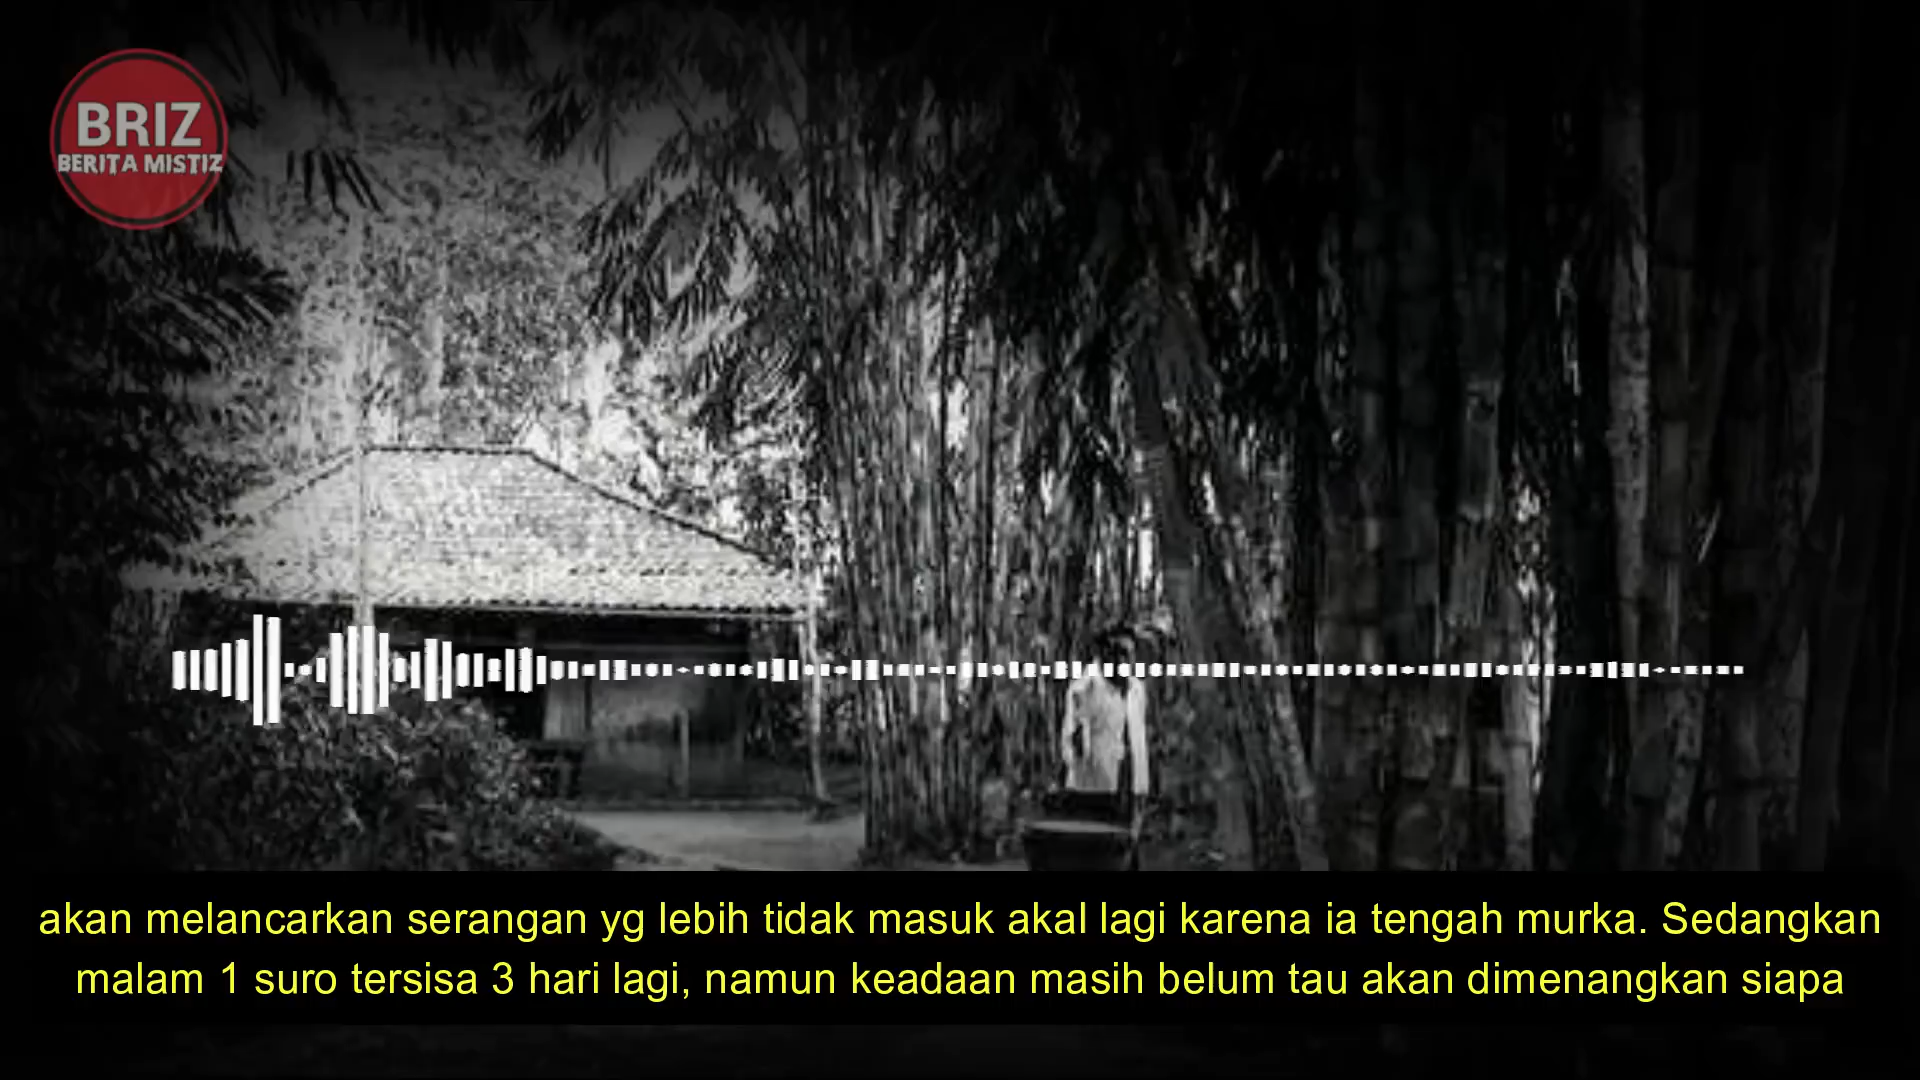 BRIZ
BERITA MISTIZ
akan melancarkan serangan yg lebih tidak masuk akal lagi karena ia tengah murka. Sedangkan
malam 1 suro tersisa 3 hari lagi, namun keadaan masih belum tau akan dimenangkan siapa